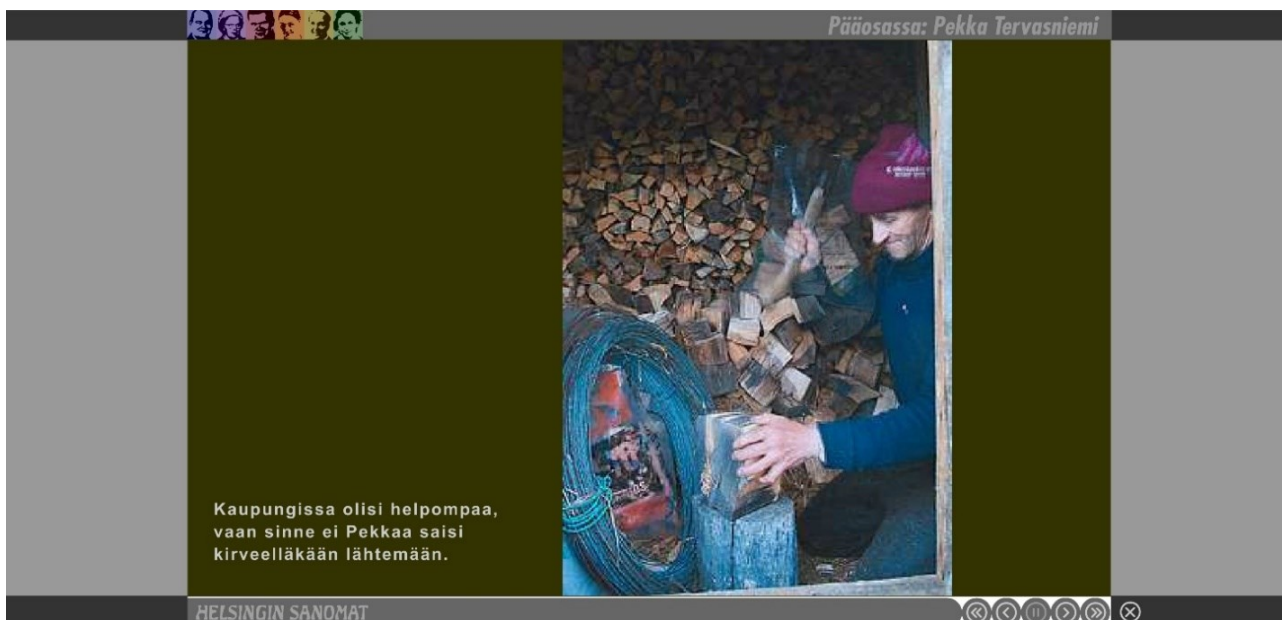 Pääosassa: Pekka Tervasniemi
Kaupungissa olisi helpompaa,
vaan sinne ei Pekkaa saisi
kirveelläkään lähtemään.
HELSINGIN SANOMAT